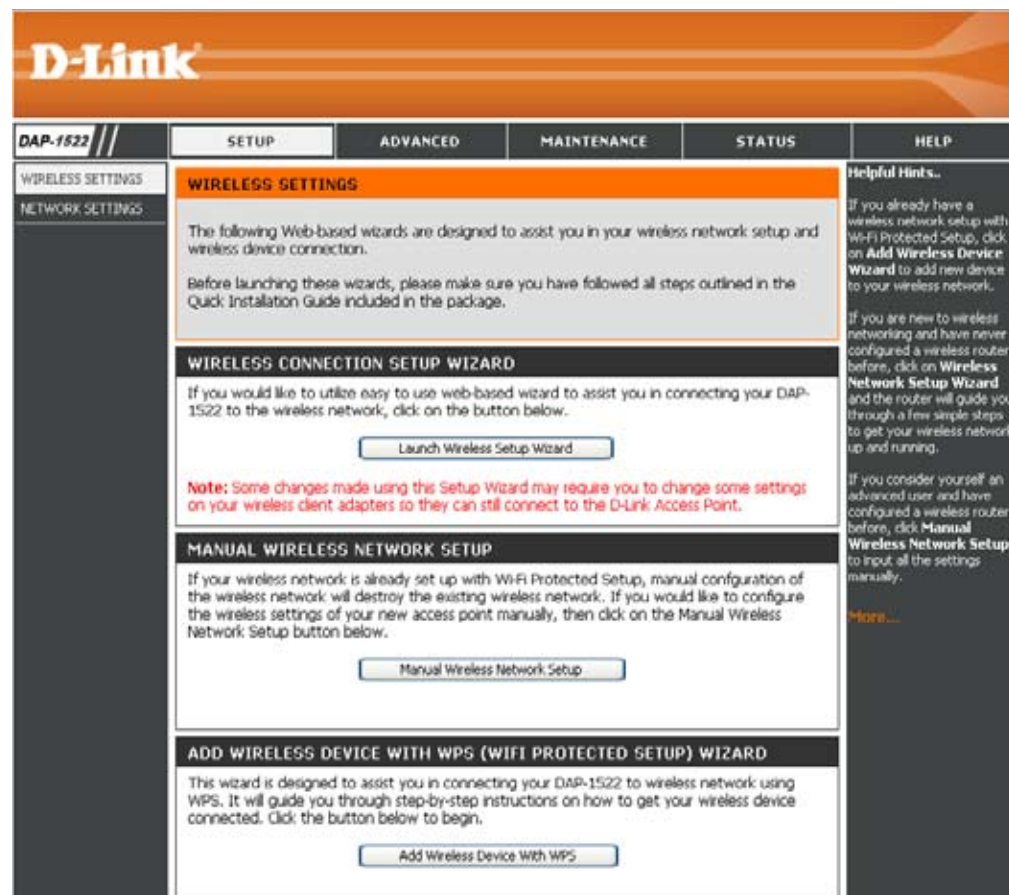 D-Link
DAP-1522
SETUP
ADVANCED
MAINTENANCE
STATUS
HELP
WIRELESS SETTINGS
NETWORK SETTINGS
WIRELESS SETTINGS
The following Web-based wizards are designed to assist you in your wireless network setup and
wireless device connection.
Before launching these wizards, please make sure you have followed all steps outlined in the
Quick Installation Guide included in the package.
WIRELESS CONNECTION SETUP WIZARD
If you would like to utilize easy to use web-based wizard to assist you in connecting your DAP-
1522 to the wireless network, click on the button below.
Launch Wireless Setup Wizard
Note: Some changes made using this Setup Wizard may require you to change some settings
on your wireless client adapters so they can still connect to the D-Link Access Point.
MANUAL WIRELESS NETWORK SETUP
If your wireless network is already set up with Wi-Fi Protected Setup, manual confguration of
the wireless network will destroy the existing wireless network. If you would like to configure
the wireless settings of your new access point manually, then click on the Manual Wireless
Network Setup button below.
Manual Wireless Network Setup
ADD WIRELESS DEVICE WITH WPS (WIFI PROTECTED SETUP) WIZARD
This wizard is designed to assist you in connecting your DAP-1522 to wireless network using
WPS. It will guide you through step-by-step instructions on how to get your wireless device
connected. Click the button below to begin.
Add Wireless Device With WPS
Helpful Hints..
If you already have a
wireless network setup with
Wi-Fi Protected Setup, click
on Add Wireless Device
Wizard to add new device
to your wireless network.
If you are new to wireless
networking and have never
configured a wireless router
before, click on Wireless
Network Setup Wizard
and the router will guide you
through a few simple steps
to get your wireless network
up and running.
If you consider yourself an
advanced user and have
configured a wireless router
before, click Manual
Wireless Network Setup
to input all the settings
manually.
More...